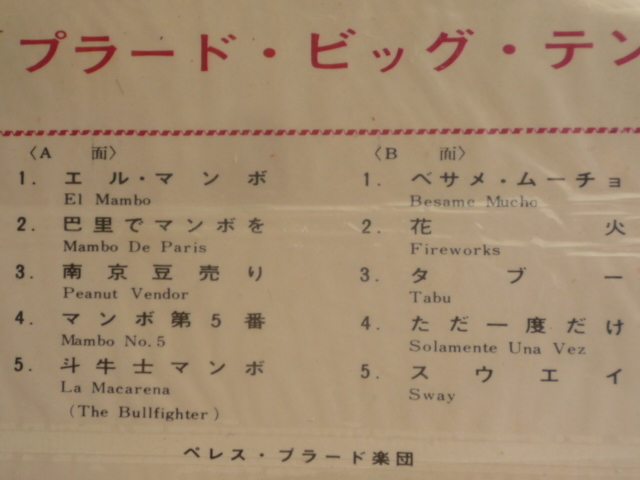 プラード・ビッグ・テン
〈A 面〉
1. エル・マンボ
El Mambo
2. 巴里でマンボを
Mambo De Paris
3. 南京豆売り
Peanut Vendor
4. マンボ第5番
Mambo No.5
5. 斗牛士マンボ
La Macarena
(The Bullfighter)
〈B 面〉
1. ベサメ・ムーチョ
Besame Mucho
2. 花火
Fireworks
3. タブー
Tabu
4. ただ一度だけ
Solamente Una Vez
5. スウエイ
Sway
ペレス・プラード楽団